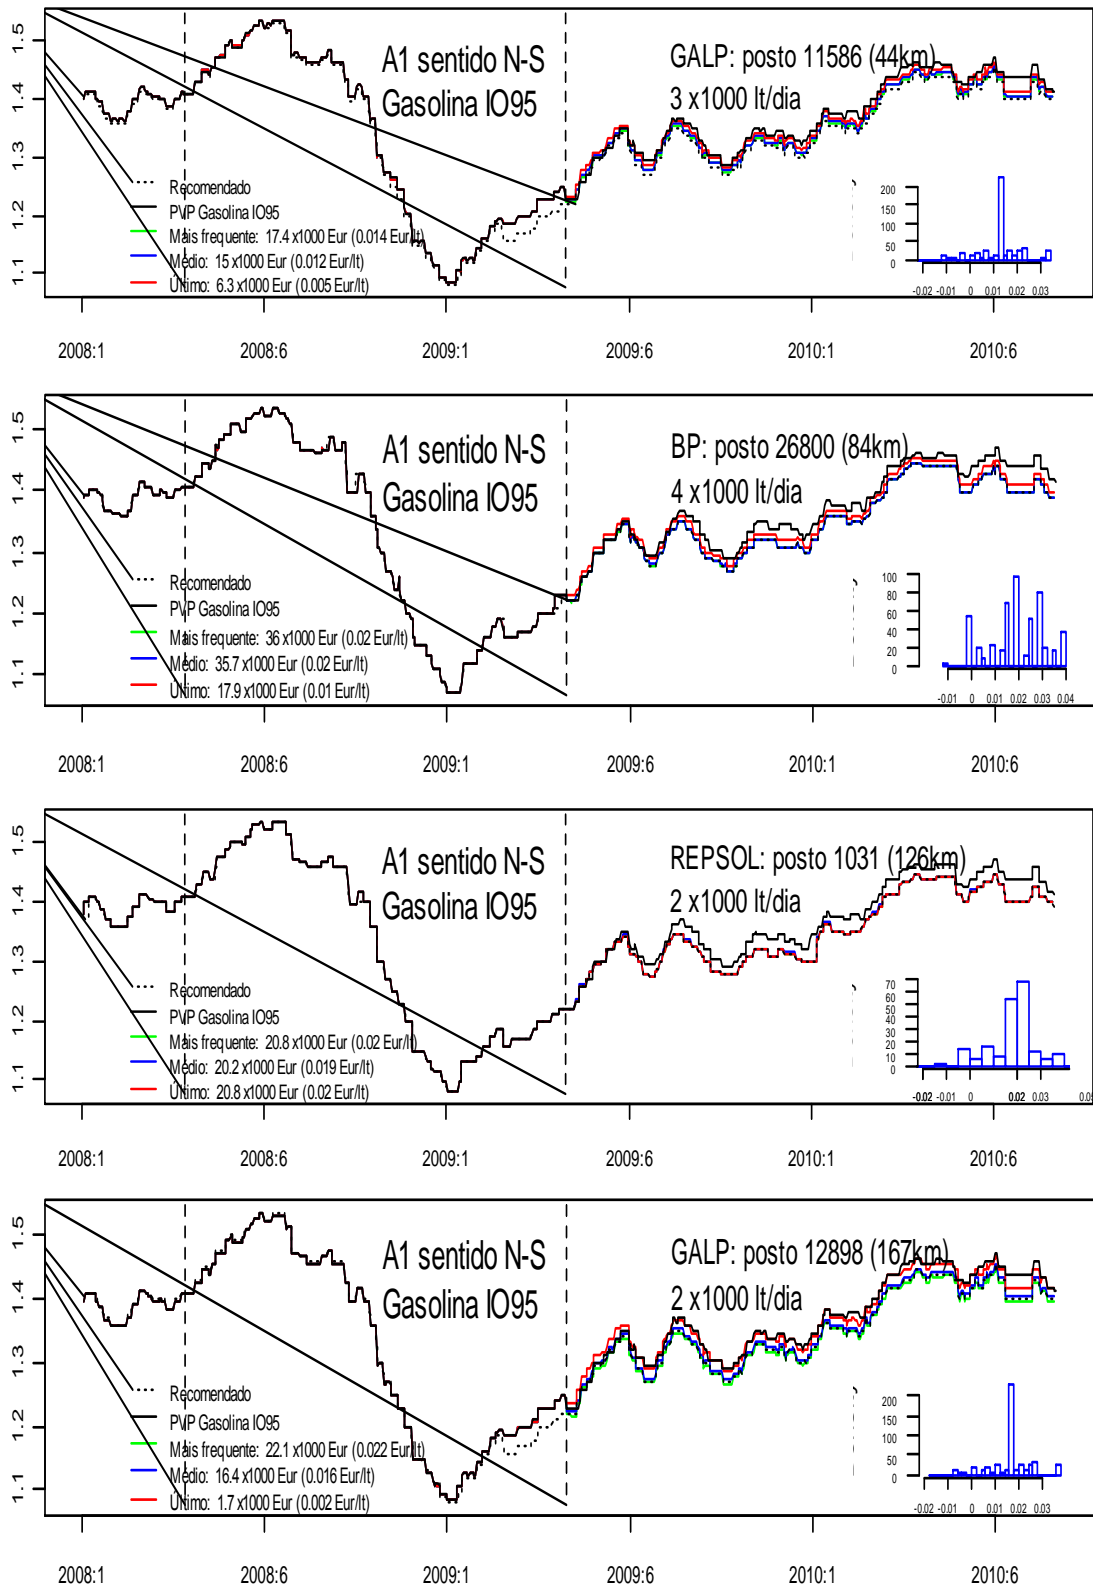 1.5
1.4
1.3
1.2
1.1
A1 sentido N-S
Gasolina IO95
GALP: posto 11586 (44km)
3 x1000 lt/dia
Recomendado
PVP Gasolina IO95
Mais frequente: 17.4 x1000 Eur (0.014 Eur/lt)
Médio: 15 x1000 Eur (0.012 Eur/lt)
Último: 6.3 x1000 Eur (0.005 Eur/lt)
200
150
100
50
0
-0.02 -0.01 0 0.01 0.02 0.03
2008:1 2008:6 2009:1 2009:6 2010:1 2010:6
1.5
1.4
1.3
1.2
1.1
A1 sentido N-S
Gasolina IO95
BP: posto 26800 (84km)
4 x1000 lt/dia
Recomendado
PVP Gasolina IO95
Mais frequente: 36 x1000 Eur (0.02 Eur/lt)
Médio: 35.7 x1000 Eur (0.02 Eur/lt)
Último: 17.9 x1000 Eur (0.01 Eur/lt)
100
80
60
40
20
0
-0.01 0 0.01 0.02 0.03 0.04
2008:1 2008:6 2009:1 2009:6 2010:1 2010:6
1.5
1.4
1.3
1.2
1.1
A1 sentido N-S
Gasolina IO95
REPSOL: posto 1031 (126km)
2 x1000 lt/dia
Recomendado
PVP Gasolina IO95
Mais frequente: 20.8 x1000 Eur (0.02 Eur/lt)
Médio: 20.2 x1000 Eur (0.019 Eur/lt)
Último: 20.8 x1000 Eur (0.02 Eur/lt)
70
60
50
40
30
20
10
0
-0.02 -0.01 0 0.02 0.03
2008:1 2008:6 2009:1 2009:6 2010:1 2010:6
1.5
1.4
1.3
1.2
1.1
A1 sentido N-S
Gasolina IO95
GALP: posto 12898 (167km)
2 x1000 lt/dia
Recomendado
PVP Gasolina IO95
Mais frequente: 22.1 x1000 Eur (0.022 Eur/lt)
Médio: 16.4 x1000 Eur (0.016 Eur/lt)
Último: 1.7 x1000 Eur (0.002 Eur/lt)
200
150
100
50
0
-0.02 -0.01 0 0.01 0.02 0.03
2008:1 2008:6 2009:1 2009:6 2010:1 2010:6